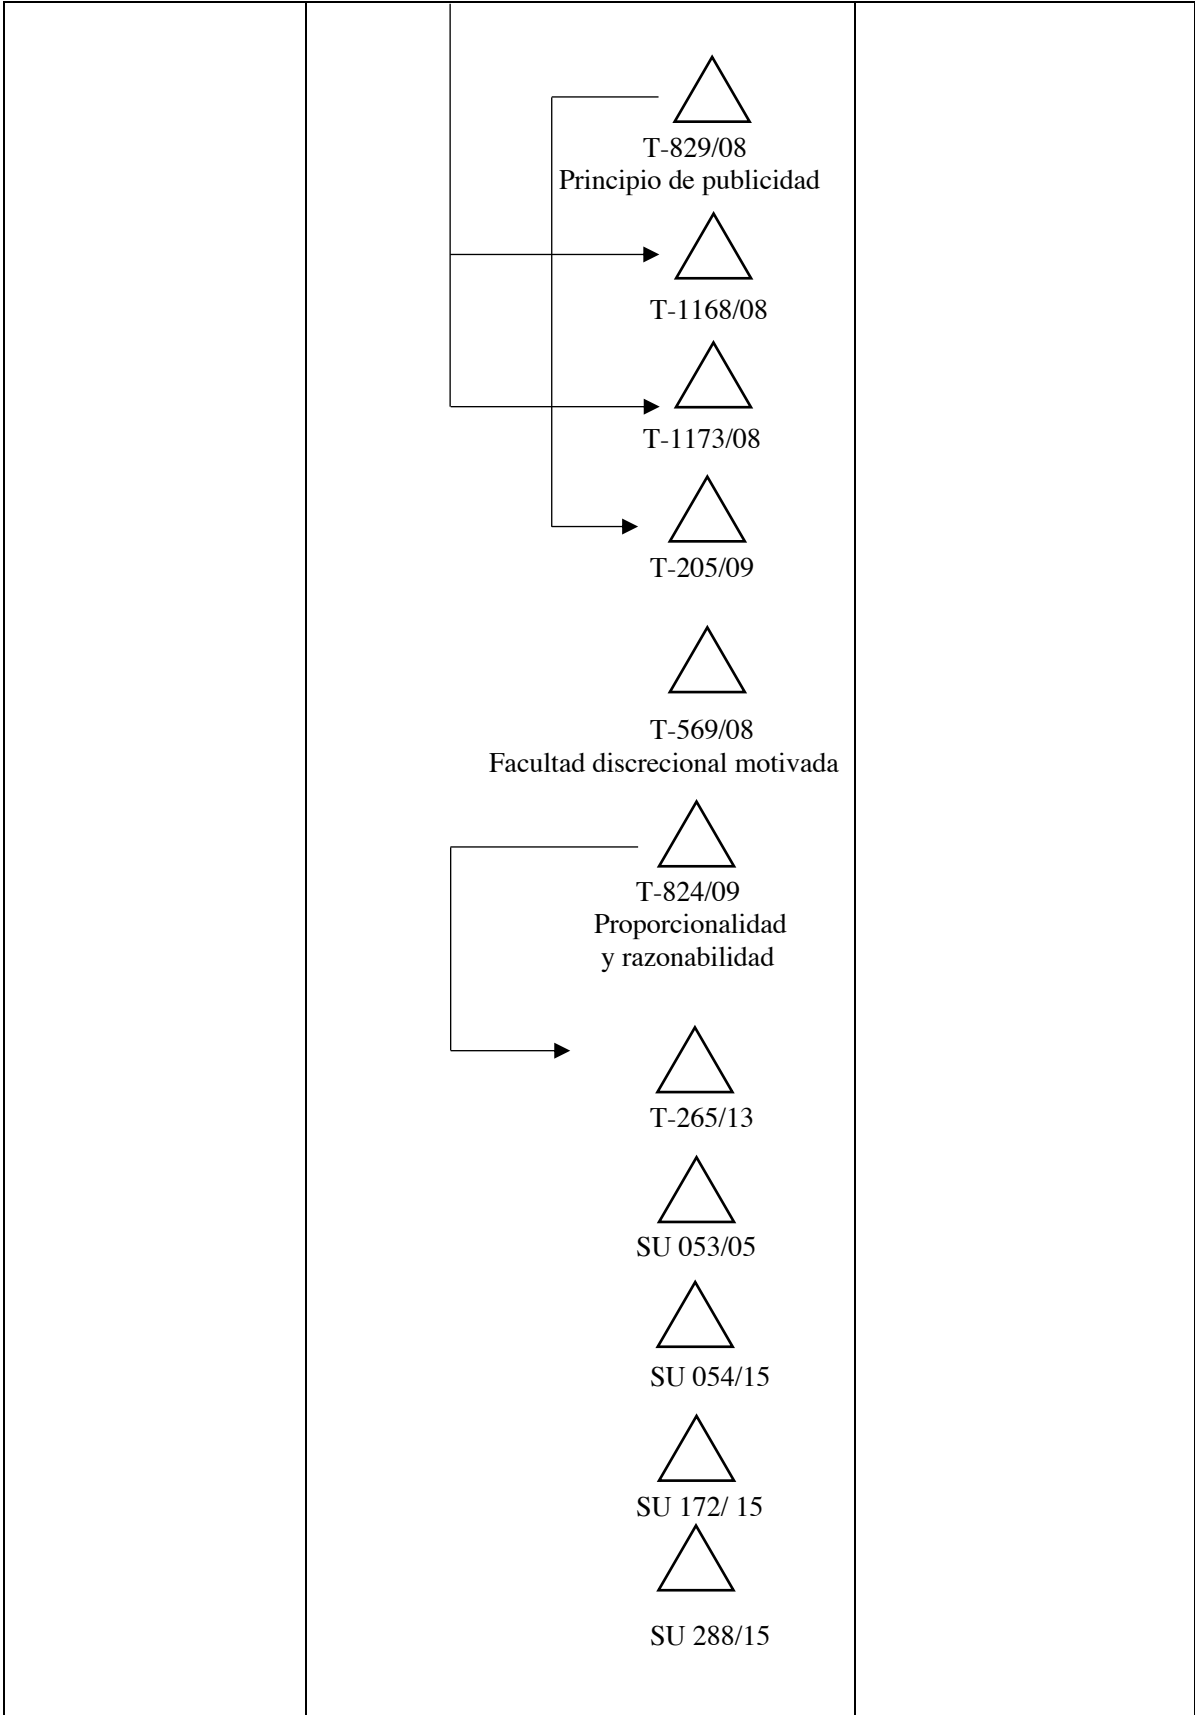 T-829/08
Principio de publicidad
T-1168/08
T-1173/08
T-205/09
T-569/08
Facultad discrecional motivada
T-824/09
Proporcionalidad
y razonabilidad
T-265/13
SU 053/05
SU 054/15
SU 172/ 15
SU 288/15